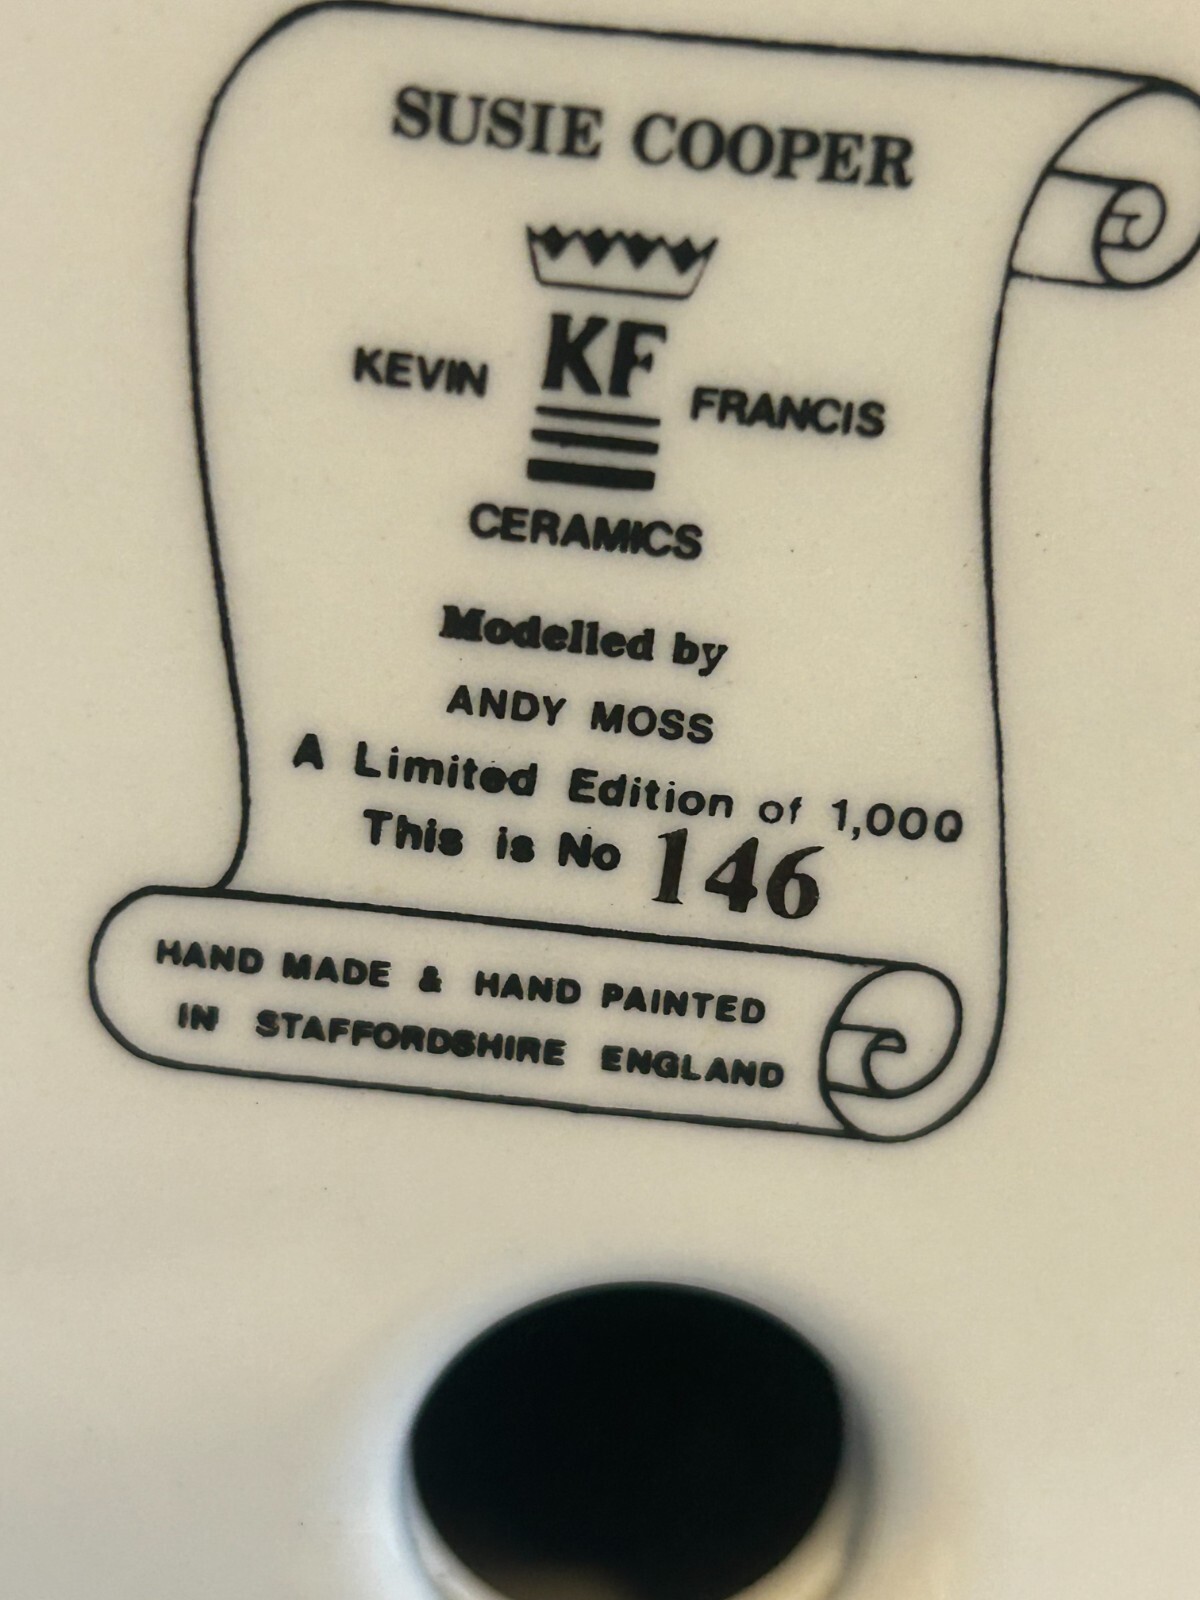 SUSIE COOPER
KF
KEVIN FRANCIS
CERAMICS
Modelled by
ANDY MOSS
A Limited Edition of 1,000
This is No 146
HAND MADE & HAND PAINTED
IN STAFFORDSHIRE ENGLAND